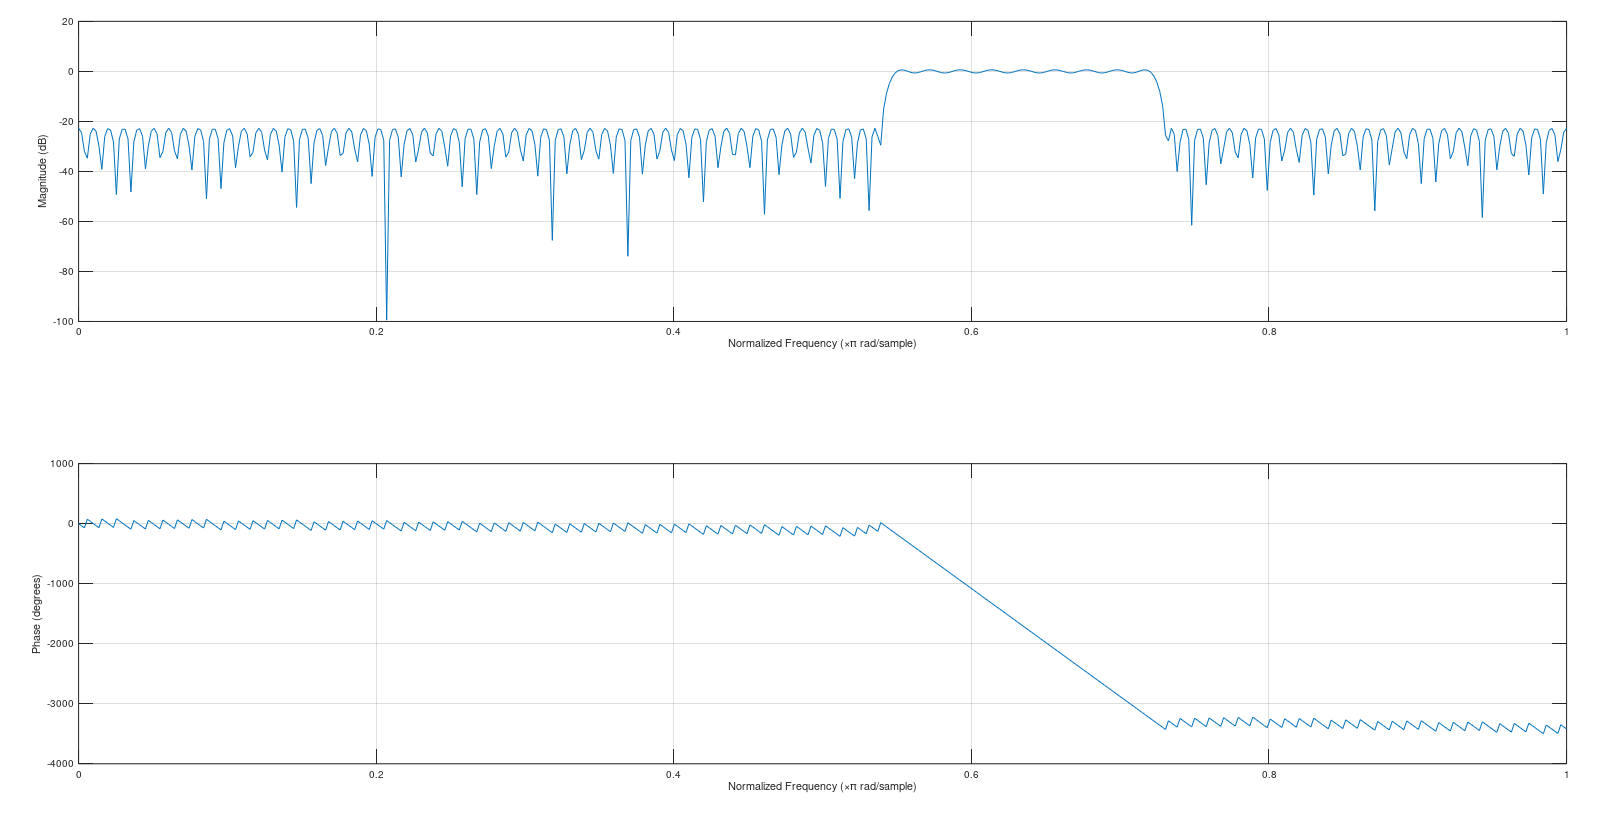 20
0
-20
-40
-60
-80
-100
Magnitude (dB)
0 0.2 0.4 0.6 0.8 1
Normalized Frequency (×π rad/sample)
1000
0
-1000
-2000
-3000
-4000
Phase (degrees)
0 0.2 0.4 0.6 0.8 1
Normalized Frequency (×π rad/sample)